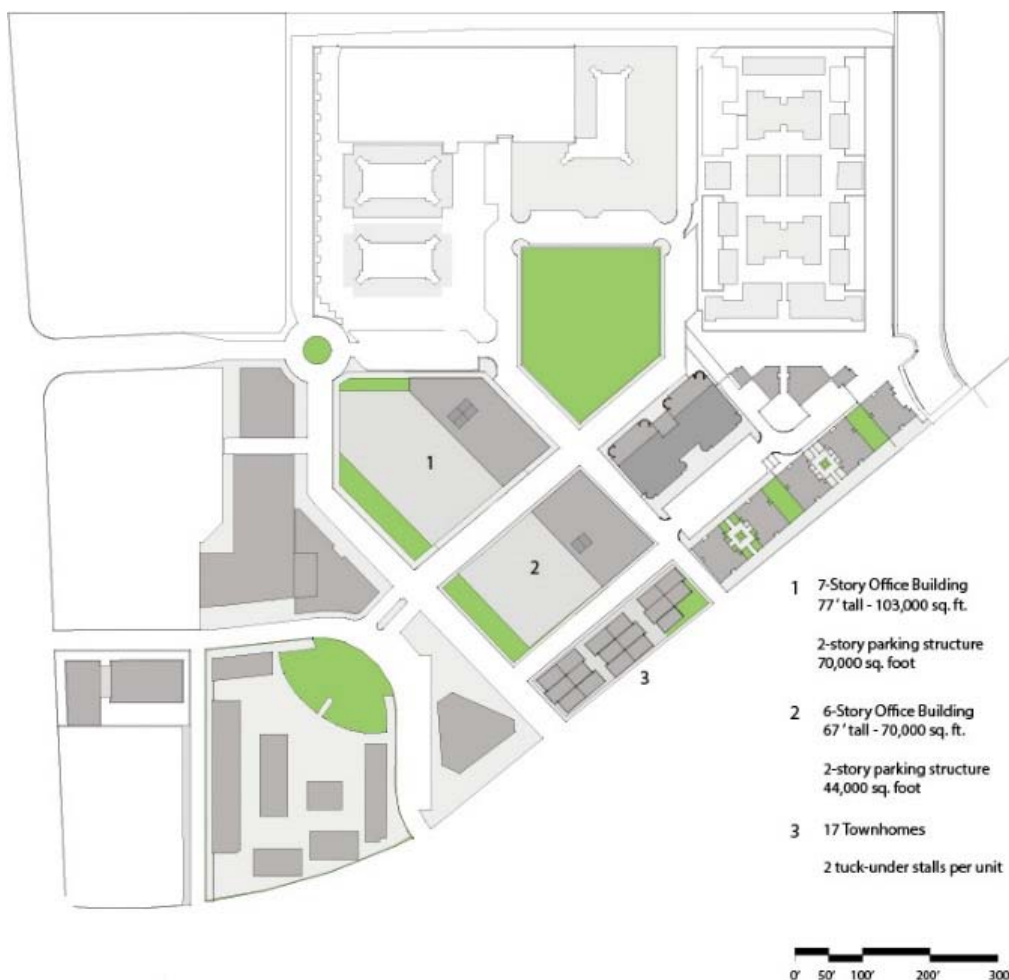 1
2
3
1 7-Story Office Building
77' tall - 103,000 sq. ft.
2-story parking structure
70,000 sq. foot
2 6-Story Office Building
67' tall - 70,000 sq. ft.
2-story parking structure
44,000 sq. foot
3 17 Townhomes
2 tuck-under stalls per unit
0' 50' 100' 200' 300'